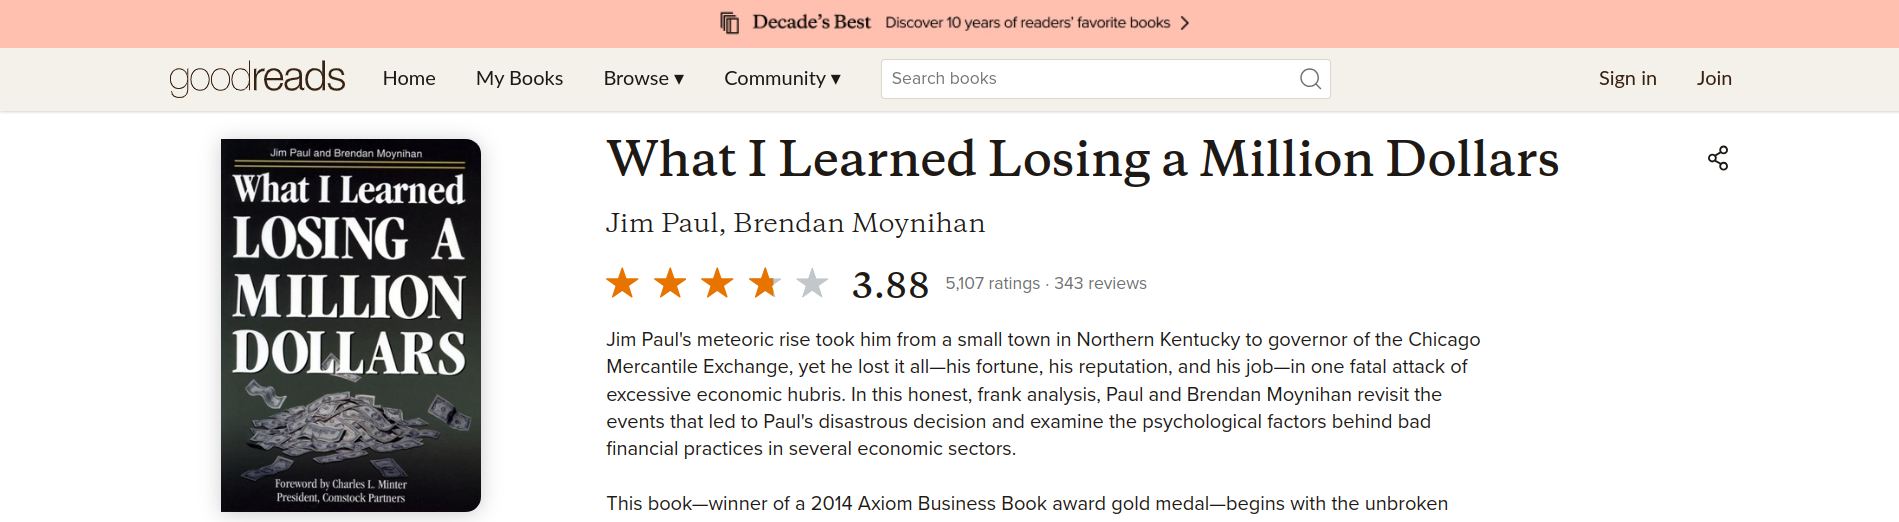 Decade's Best Discover 10 years of readers' favorite books
goodreads Home My Books Browse ▾ Community ▾ Search books Sign in Join
Jim Paul and Brendan Moynihan
What I Learned
LOSING A
MILLION
DOLLARS
Foreword by Charles L. Minter
President, Comstock Partners
What I Learned Losing a Million Dollars
Jim Paul, Brendan Moynihan
3.88 5,107 ratings · 343 reviews
Jim Paul's meteoric rise took him from a small town in Northern Kentucky to governor of the Chicago
Mercantile Exchange, yet he lost it all—his fortune, his reputation, and his job—in one fatal attack of
excessive economic hubris. In this honest, frank analysis, Paul and Brendan Moynihan revisit the
events that led to Paul's disastrous decision and examine the psychological factors behind bad
financial practices in several economic sectors.
This book—winner of a 2014 Axiom Business Book award gold medal—begins with the unbroken